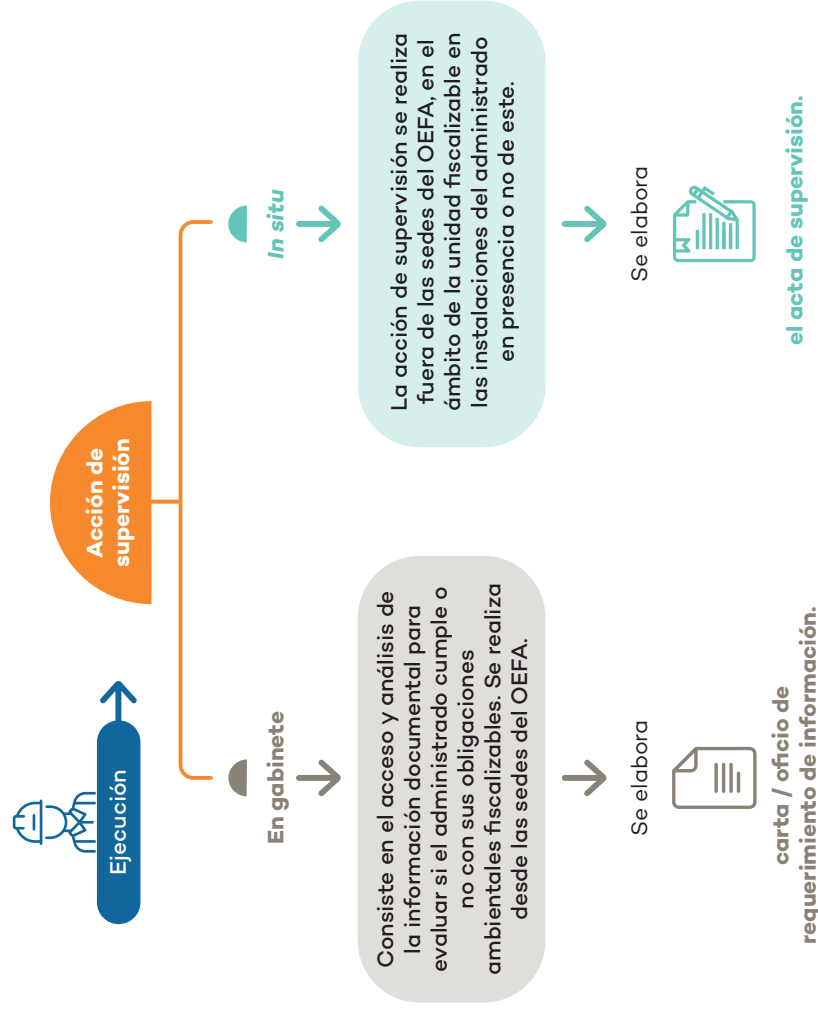 Ejecución
Acción de
supervisión
En gabinete
Consiste en el acceso y análisis de
la información documental para
evaluar si el administrado cumple o
no con sus obligaciones
ambientales fiscalizables. Se realiza
desde las sedes del OEFA.
Se elabora
carta / oficio de
requerimiento de información.
In situ
La acción de supervisión se realiza
fuera de las sedes del OEFA, en el
ámbito de la unidad fiscalizable en
las instalaciones del administrado
en presencia o no de este.
Se elabora
el acta de supervisión.